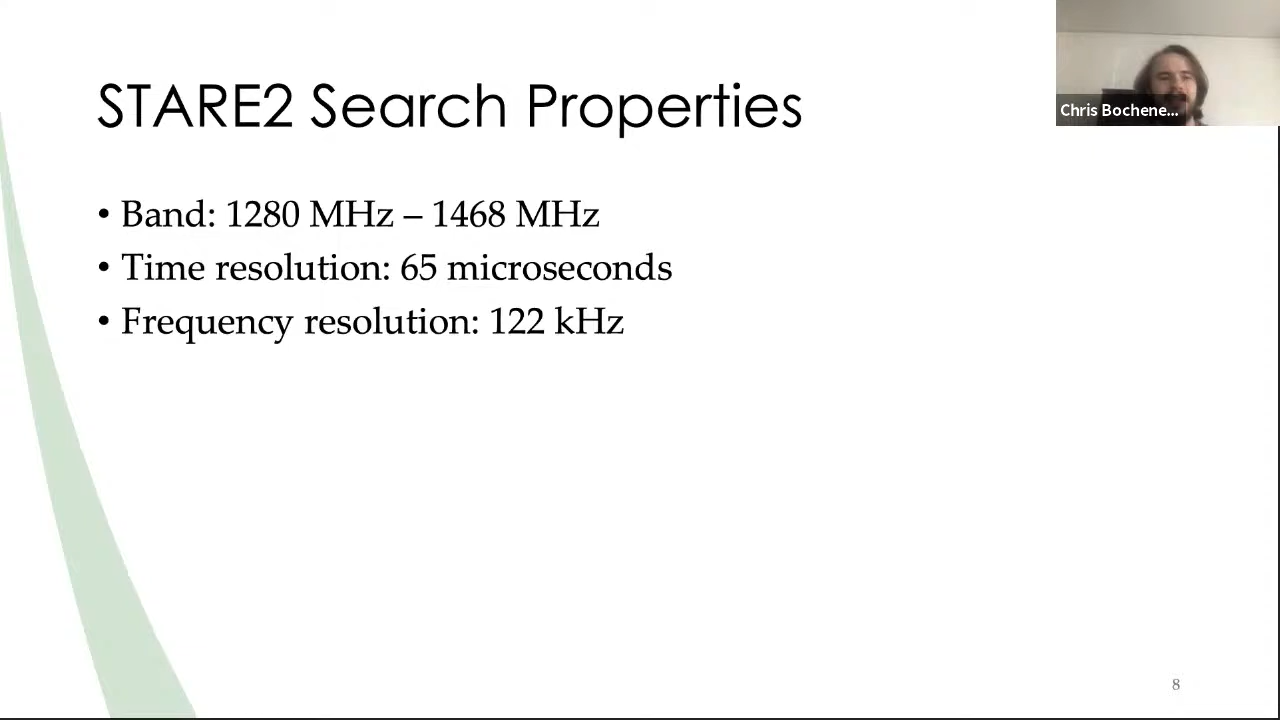 STARE2 Search Properties
Chris Bochene...
• Band: 1280 MHz – 1468 MHz
• Time resolution: 65 microseconds
• Frequency resolution: 122 kHz
8